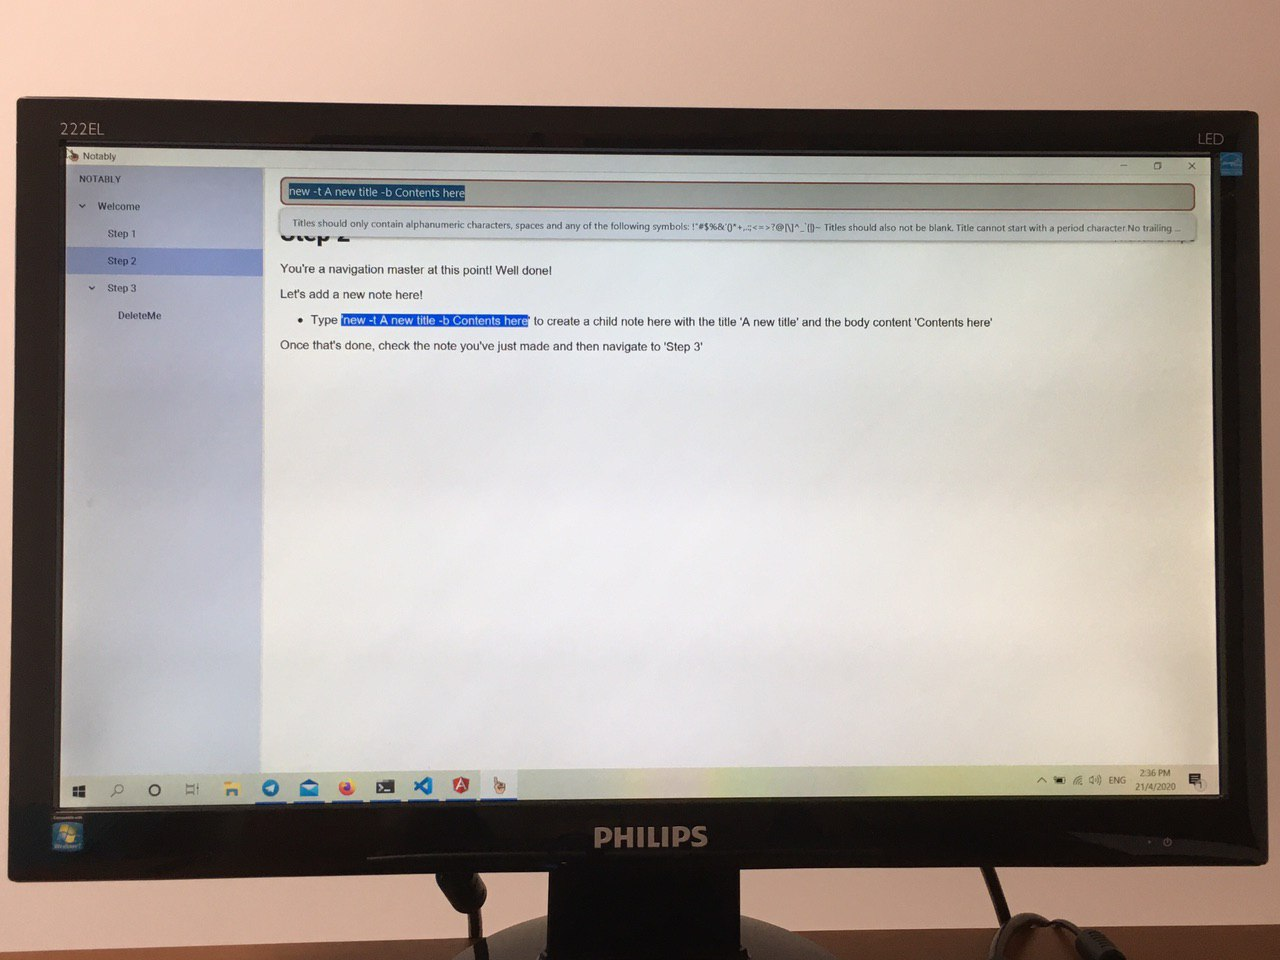 222EL
LED
Notably
NOTABLY
Welcome
Step 1
Step 2
Step 3
DeleteMe
new -t A new title -b Contents here
Titles should only contain alphanumeric characters, spaces and any of the following symbols: !"#$%&'()*+,.:;<=>?@[\]^_`{|}~ Titles should also not be blank. Title cannot start with a period character No trailing ...
Step 2
You're a navigation master at this point! Well done!
Let's add a new note here!
• Type 'new -t A new title -b Contents here' to create a child note here with the title 'A new title' and the body content 'Contents here'
Once that's done, check the note you've just made and then navigate to 'Step 3'
ENG
2:36 PM
21/4/2020
PHILIPS